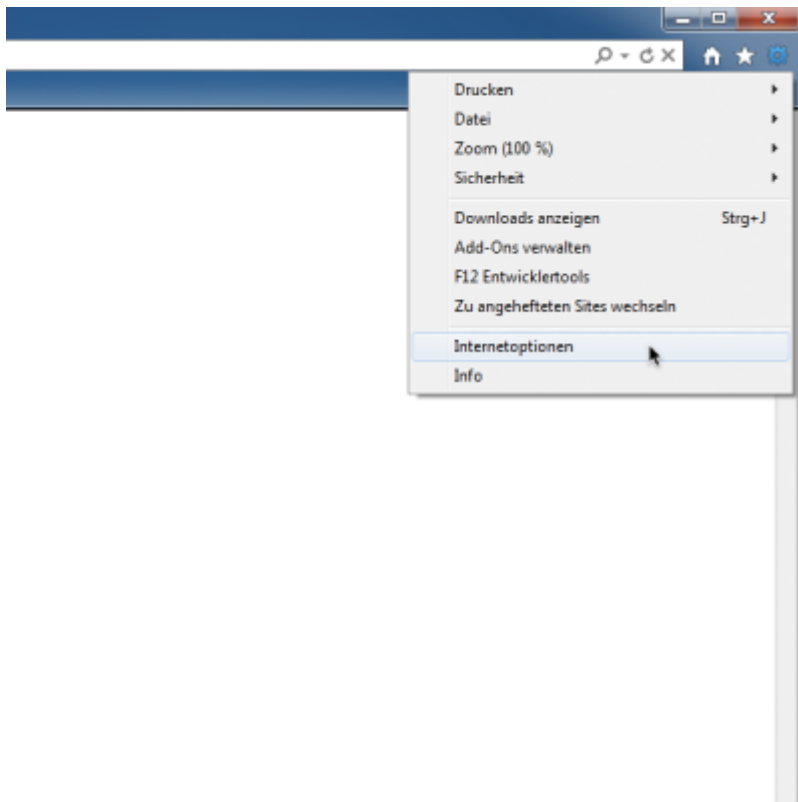 Drucken
Datei
Zoom (100 %)
Sicherheit
Downloads anzeigen Strg+J
Add-Ons verwalten
F12 Entwicklertools
Zu angehefteten Sites wechseln
Internetoptionen
Info